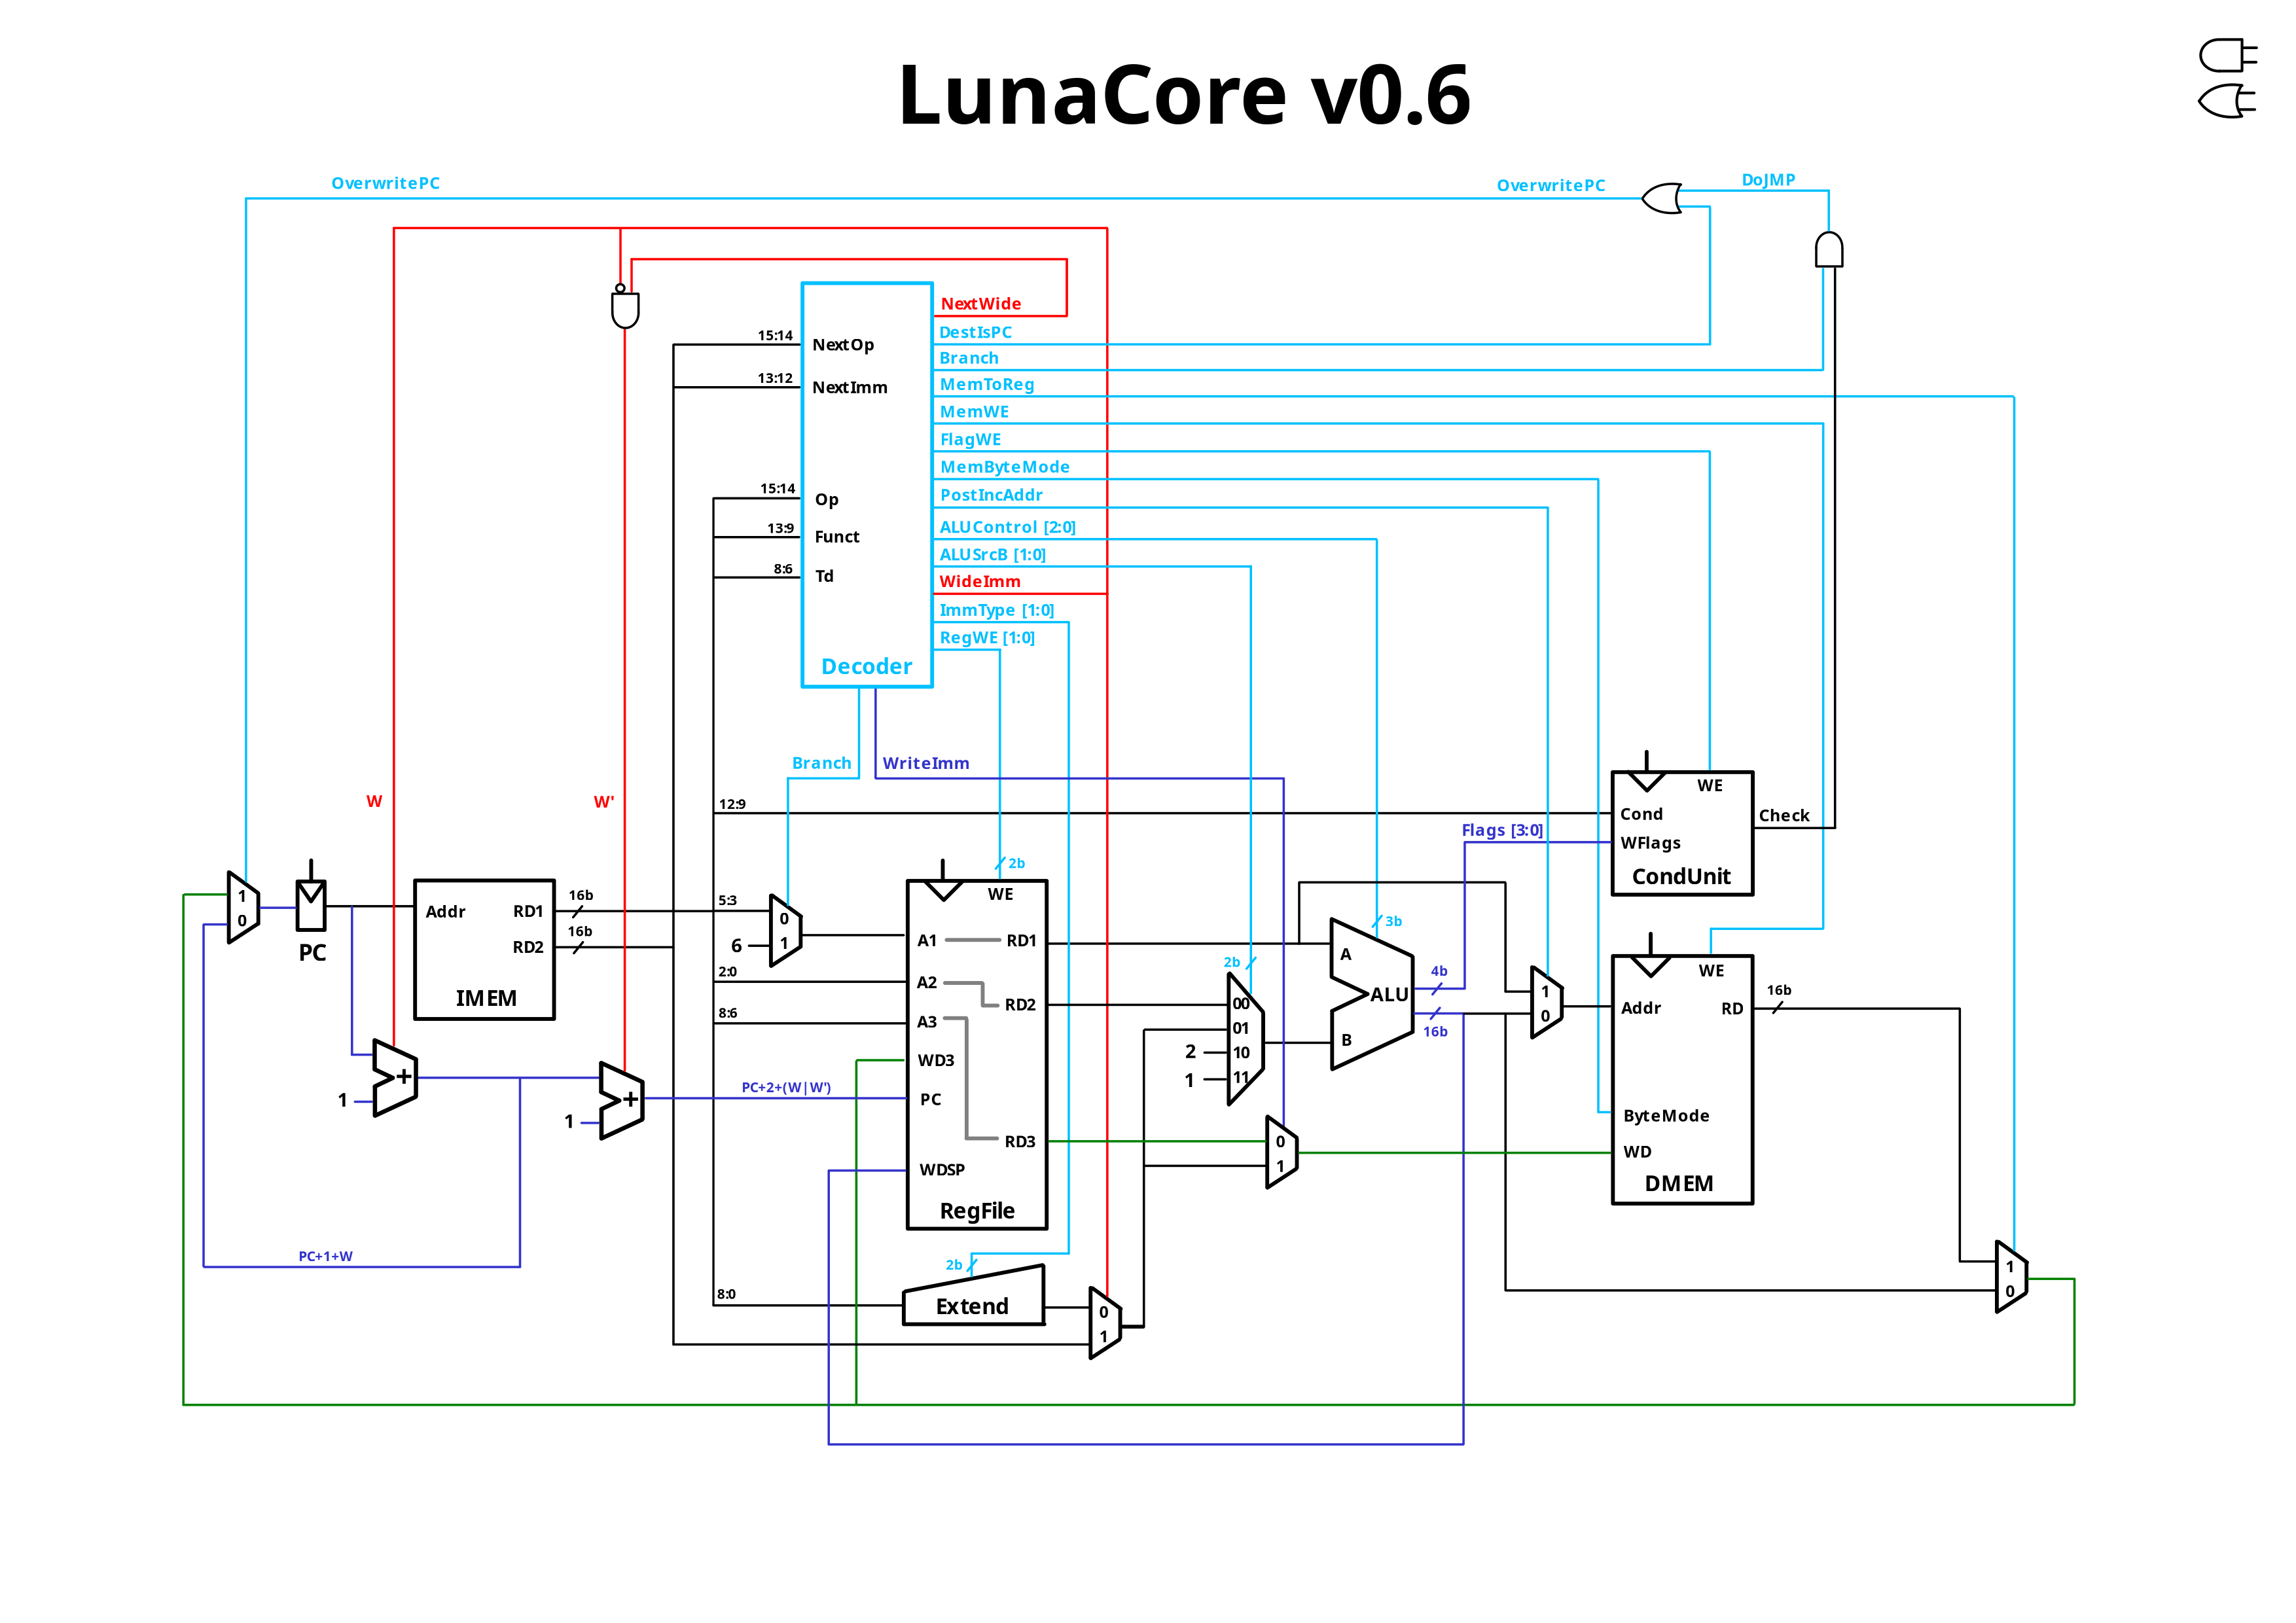 LunaCore v0.6
OverwritePC
OverwritePC
DoJMP
NextWide
DestIsPC
Branch
MemToReg
MemWE
FlagWE
MemByteMode
PostIncAddr
ALUControl [2:0]
ALUSrcB [1:0]
WideImm
ImmType [1:0]
RegWE [1:0]
15:14
NextOp
13:12
NextImm
15:14
Op
13:9
Funct
8:6
Td
Decoder
Branch
WriteImm
W
W'
12:9
Cond
WE
WFlags
CondUnit
Check
Flags [3:0]
2b
1
0
PC
Addr
RD1
RD2
IMEM
16b
16b
5:3
0
1
6
2:0
8:6
WE
A1
RD1
A2
RD2
A3
WD3
PC
RD3
WDSP
RegFile
2b
00
01
10
11
2
1
3b
A
B
ALU
4b
16b
1
0
WE
Addr
RD
ByteMode
WD
DMEM
16b
+
1
+
1
PC+2+(W|W')
0
1
PC+1+W
2b
8:0
Extend
0
1
1
0